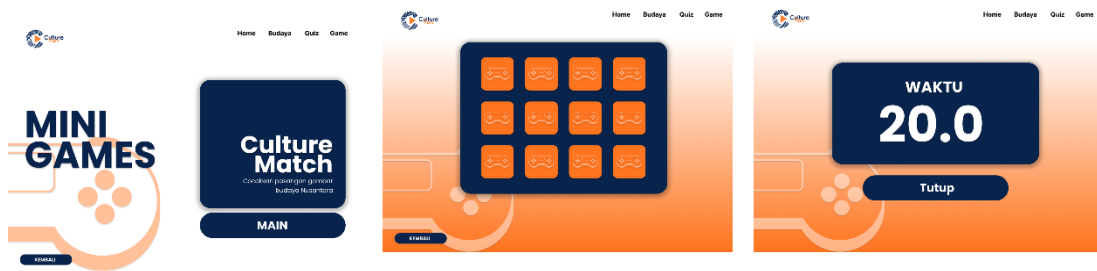 Culture
Home Budaya Quiz Game
MINI
GAMES
Culture
Match
Cocokkan pasangan gambar
budaya Nusantara
MAIN
KEMBALI
Culture
Home Budaya Quiz Game
KEMBALI
Culture
Home Budaya Quiz Game
WAKTU
20.0
Tutup